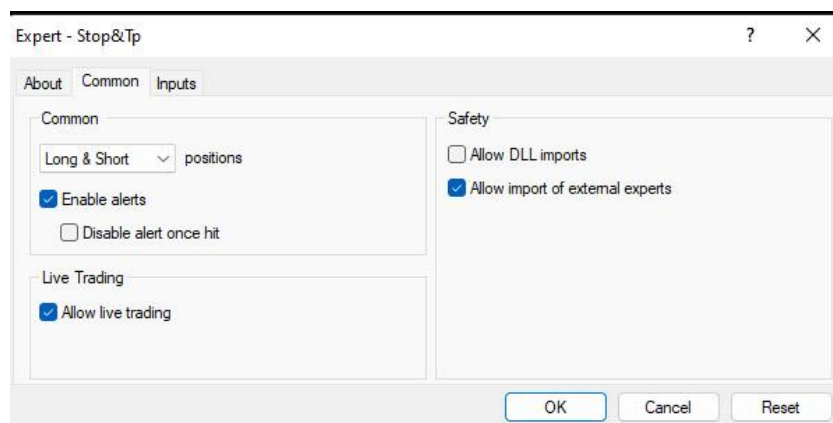 Expert - Stop&Tp
?
About Common Inputs
Common
Long & Short positions
Enable alerts
Disable alert once hit
Live Trading
Allow live trading
Safety
Allow DLL imports
Allow import of external experts
OK Cancel Reset